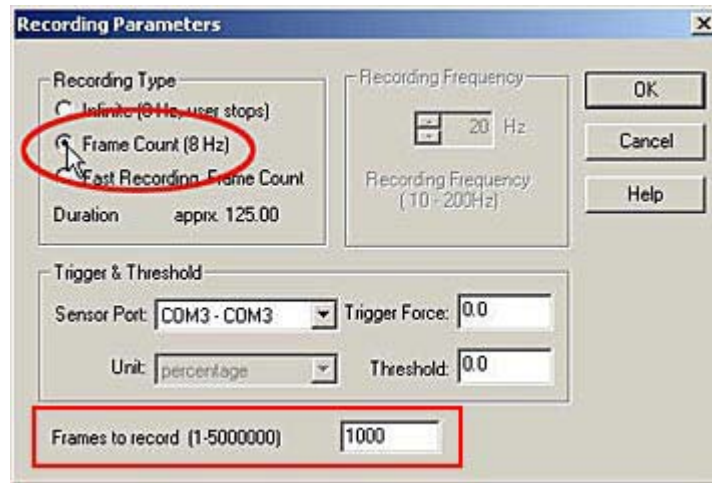 Recording Parameters
Recording Type
Infinite (8 Hz, user stops)
Frame Count (8 Hz)
Fast Recording, Frame Count
Duration apprx. 125.00
Recording Frequency
20 Hz
Recording Frequency
(10 - 200Hz)
OK
Cancel
Help
Trigger & Threshold
Sensor Port: COM3 - COM3 Trigger Force: 0.0
Unit: percentage Threshold: 0.0
Frames to record (1-5000000) 1000